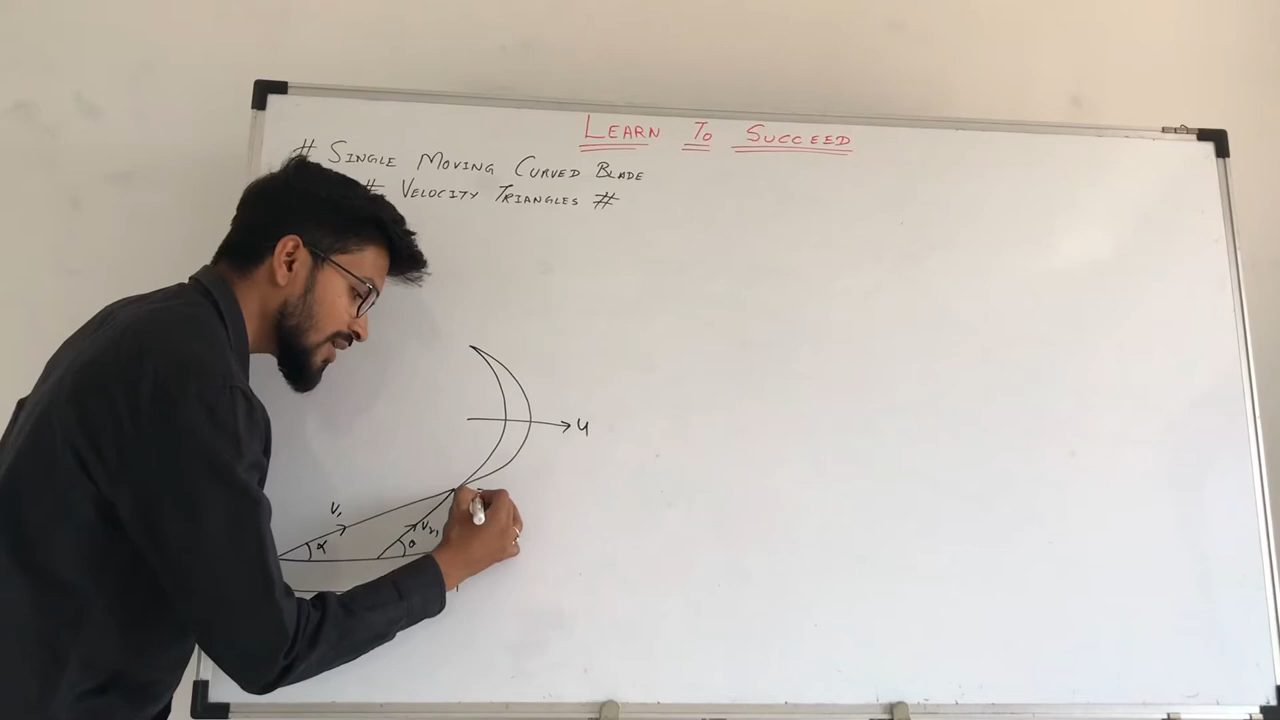 LEARN TO SUCCEED
# SINGLE MOVING CURVED BLADE
# VELOCITY TRIANGLES #
u
V₁
Vr₁
α
θ